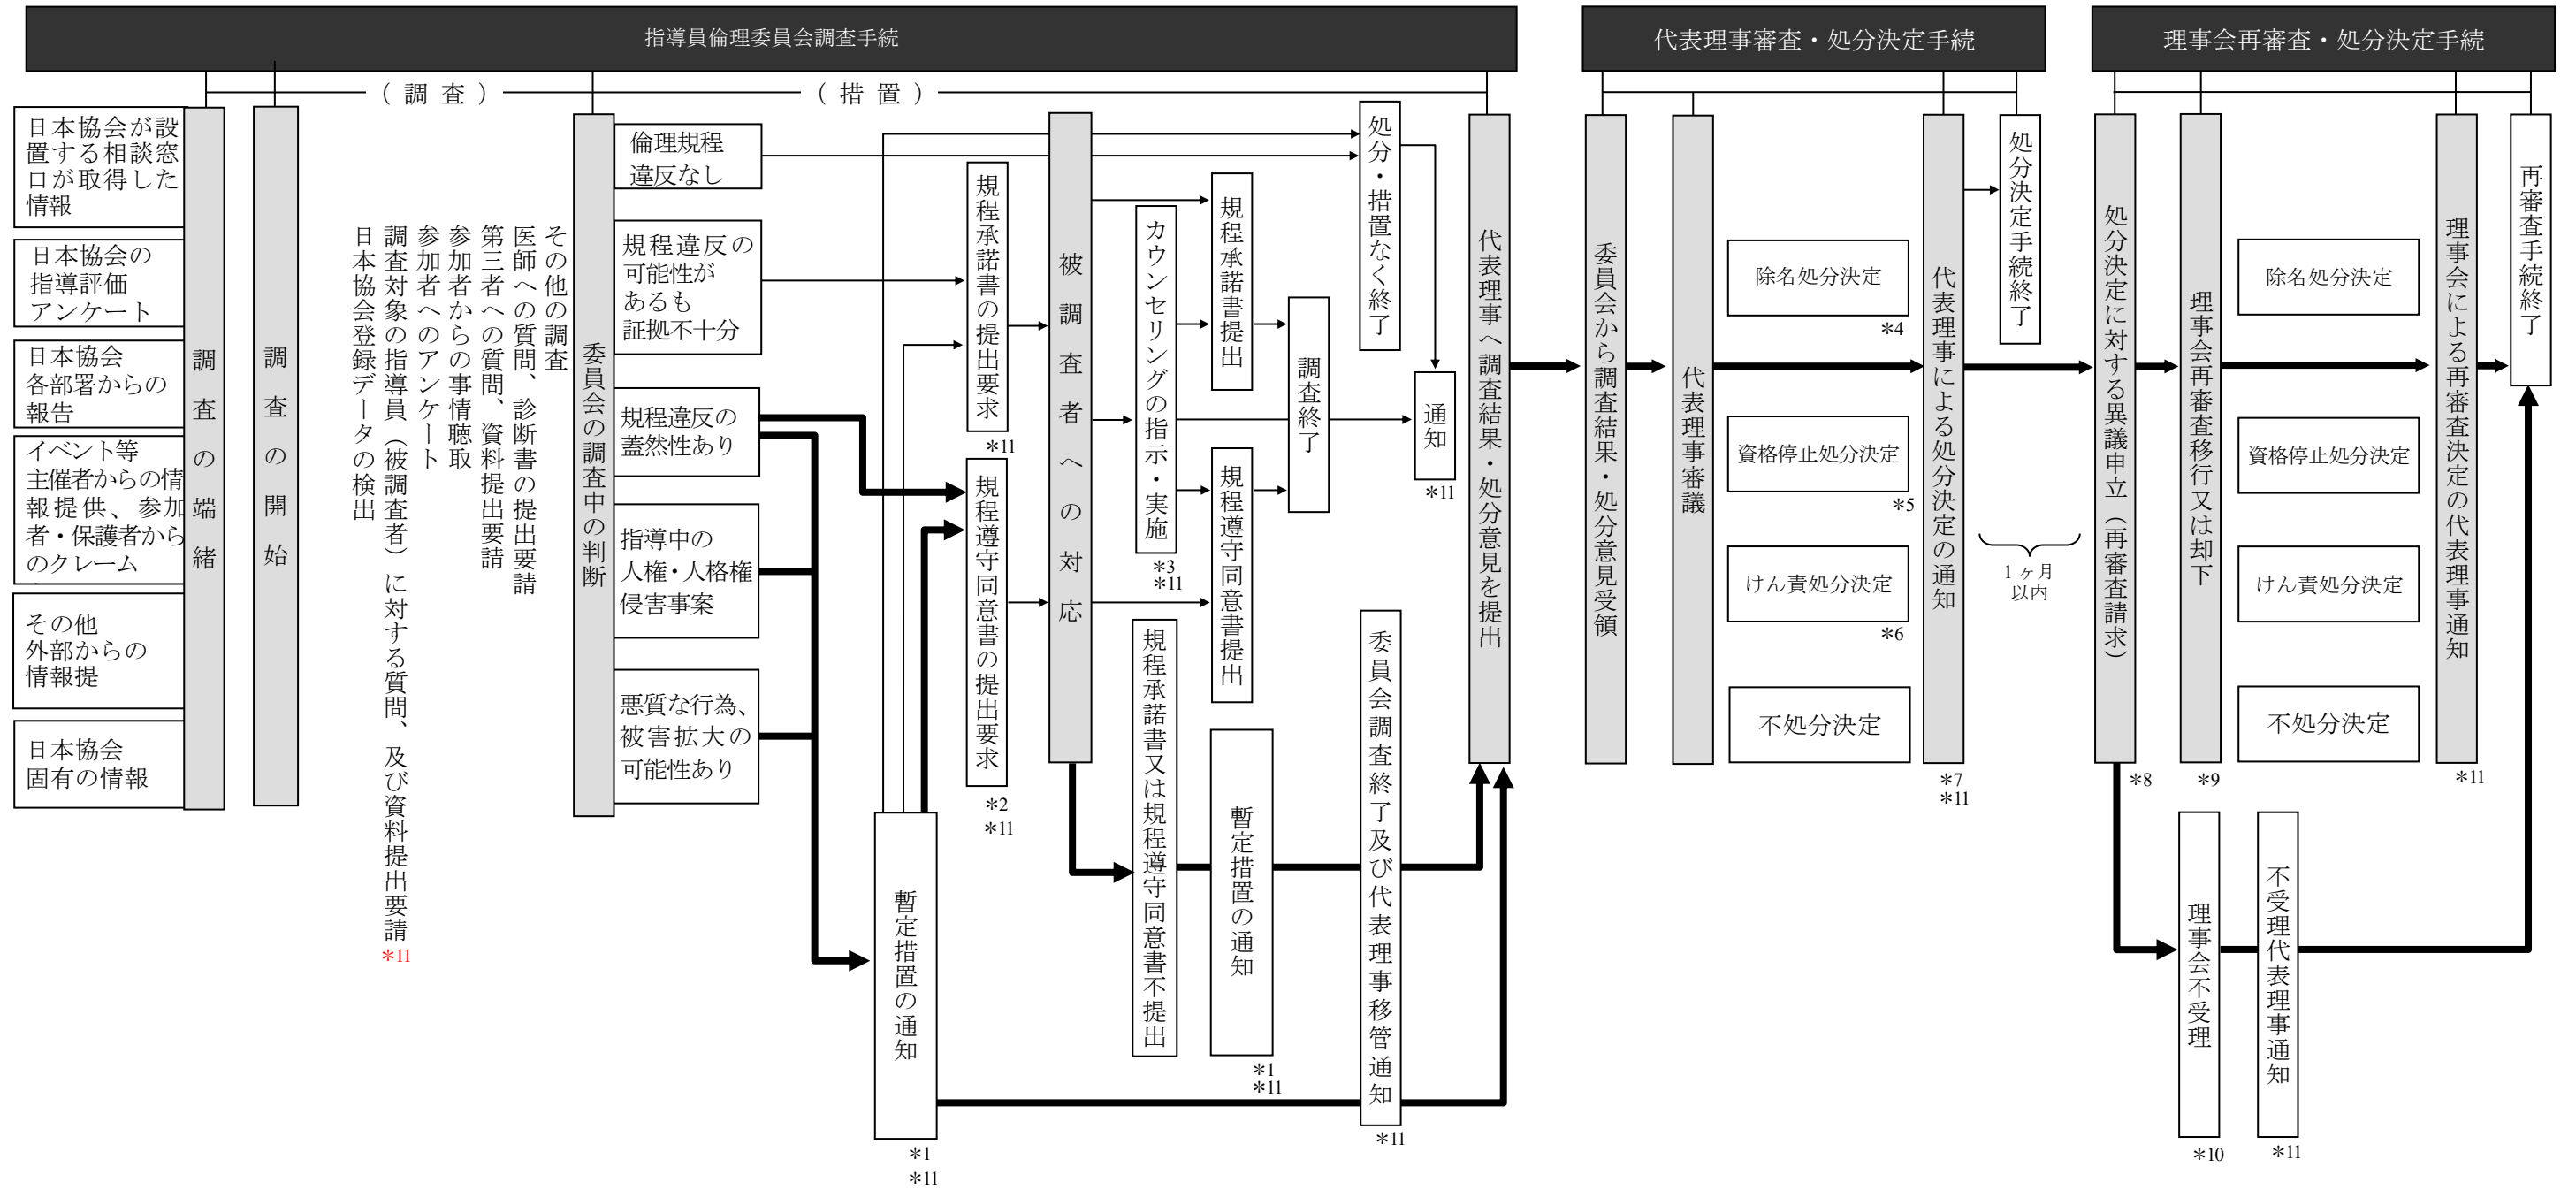 指導員倫理委員会調査手続
代表理事審査・処分決定手続
理事会再審査・処分決定手続
（ 調 査 ）
（ 措 置 ）
日本協会が設
置する相談窓
口が取得した
情報
日本協会の
指導評価
アンケート
日本協会
各部署からの
報告
イベント等
主催者からの情
報提供、参加
者・保護者から
のクレーム
その他
外部からの
情報提
日本協会
固有の情報
調査の端緒
調査の開始
その他の調査
医師への質問、診断書の提出要請
第三者への質問、資料提出要請
参加者からの事情聴取
参加者へのアンケート
調査対象の指導員（被調査者）に対する質問、及び資料提出要請
*11
日本協会登録データの検出
委員会の調査中の判断
倫理規程
違反なし
規程違反の
可能性が
あるも
証拠不十分
規程違反の
蓋然性あり
指導中の
人権・人格権
侵害事案
悪質な行為、
被害拡大の
可能性あり
暫定措置の通知
*1
*11
規程承諾書の提出要求
*11
規程遵守同意書の提出要求
*2
*11
被調査者への対応
カウンセリングの指示・実施
*3
*11
規程承諾書提出
規程遵守同意書提出
規程承諾書又は規程遵守同意書不提出
暫定措置の通知
*1
*11
調査終了
処分・措置なく終了
通知
*11
委員会調査終了及び代表理事移管通知
*11
代表理事へ調査結果・処分意見を提出
委員会から調査結果・処分意見受領
代表理事審議
除名処分決定
*4
資格停止処分決定
*5
けん責処分決定
*6
不処分決定
代表理事による処分決定の通知
*7
*11
処分決定手続終了
1 ヶ月
以内
処分決定に対する異議申立（再審査請求）
*8
理事会再審査移行又は却下
*9
除名処分決定
資格停止処分決定
けん責処分決定
不処分決定
理事会による再審査決定の代表理事通知
*11
再審査手続終了
理事会不受理
*10
不受理代表理事通知
*11